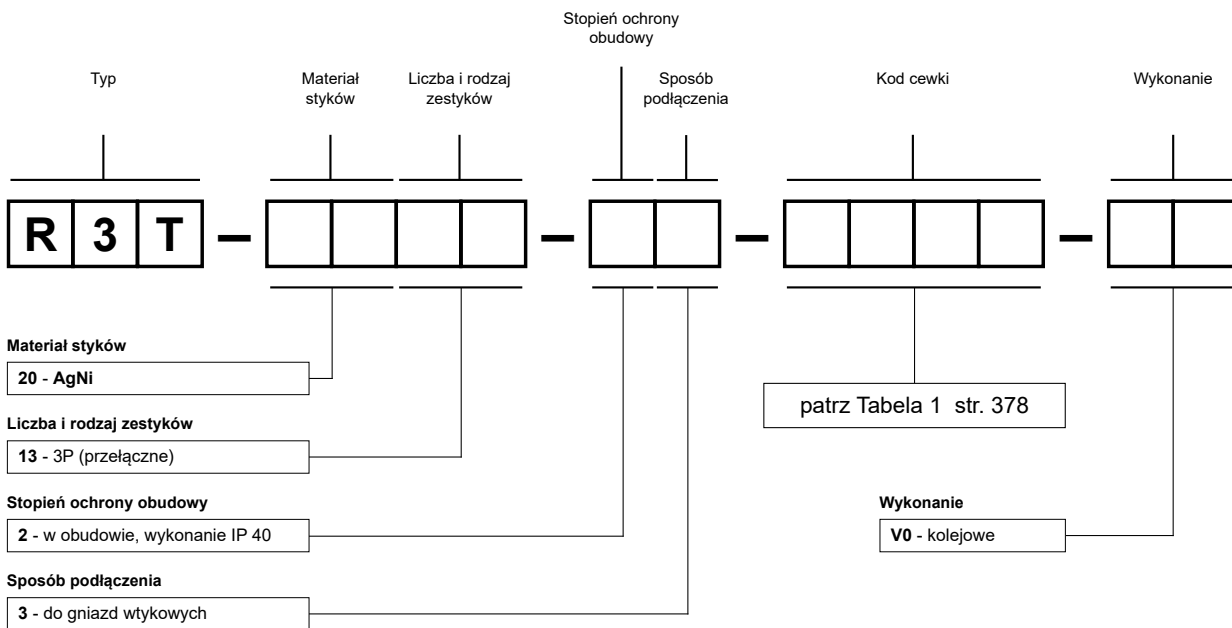 Stopień ochrony
obudowy
Typ
Materiał
styków
Liczba i rodzaj
zestyków
Sposób
podłączenia
Kod cewki
Wykonanie
R 3 T – – – –
Materiał styków
20 - AgNi
Liczba i rodzaj zestyków
13 - 3P (przełączne)
Stopień ochrony obudowy
2 - w obudowie, wykonanie IP 40
Sposób podłączenia
3 - do gniazd wtykowych
patrz Tabela 1 str. 378
Wykonanie
V0 - kolejowe